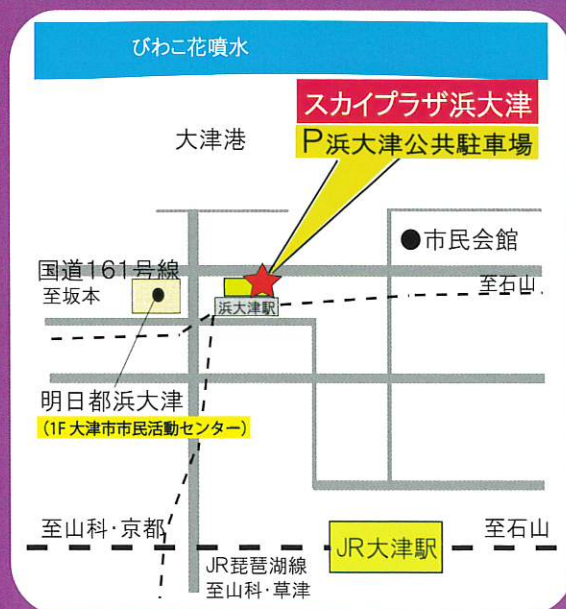 びわこ花噴水
スカイプラザ浜大津
P浜大津公共駐車場
大津港
●市民会館
国道161号線
至坂本
至石山
浜大津駅
明日都浜大津
(1F 大津市市民活動センター)
至山科・京都
至石山
JR大津駅
JR琵琶湖線
至山科・草津